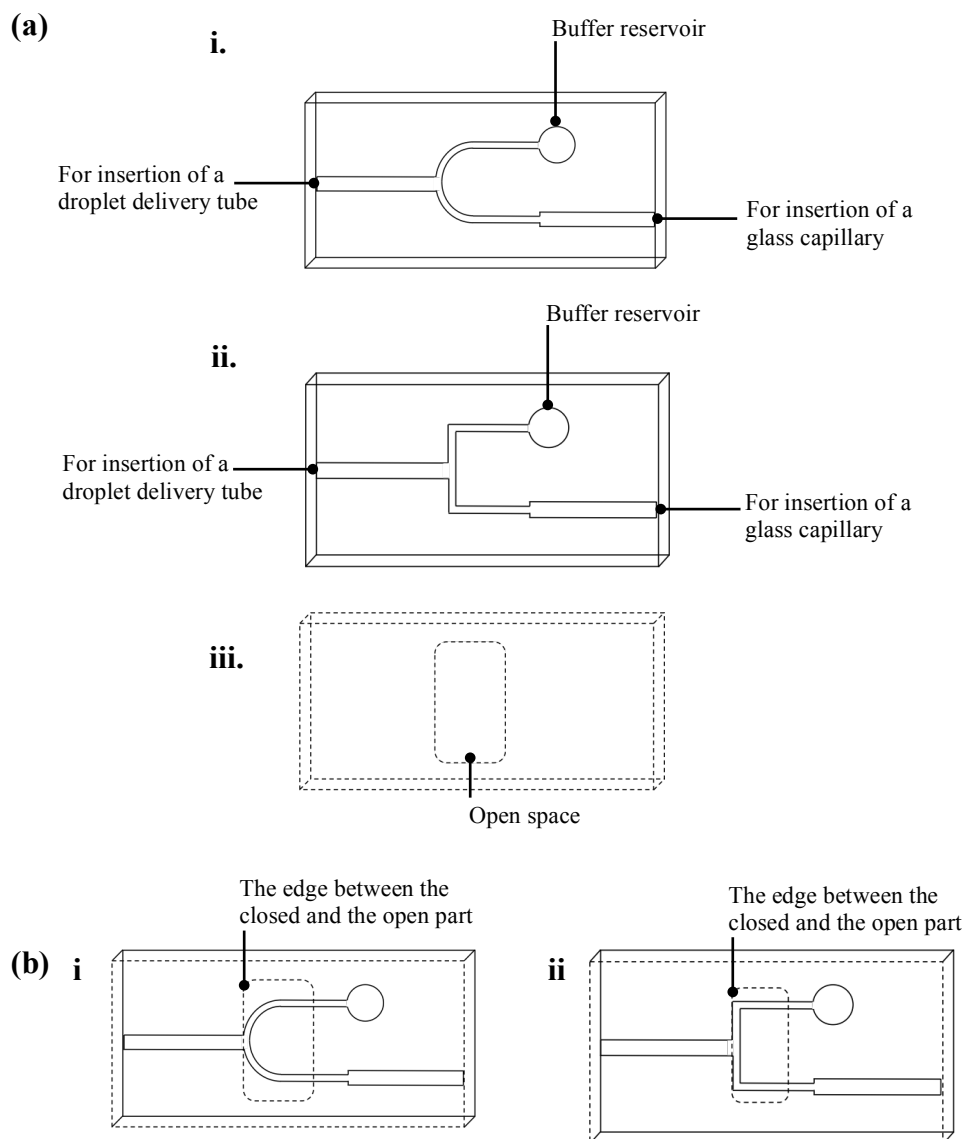 (a)
i.
Buffer reservoir
For insertion of a
droplet delivery tube
For insertion of a
glass capillary
ii.
Buffer reservoir
For insertion of a
droplet delivery tube
For insertion of a
glass capillary
iii.
Open space
(b)
i
The edge between the
closed and the open part
ii
The edge between the
closed and the open part